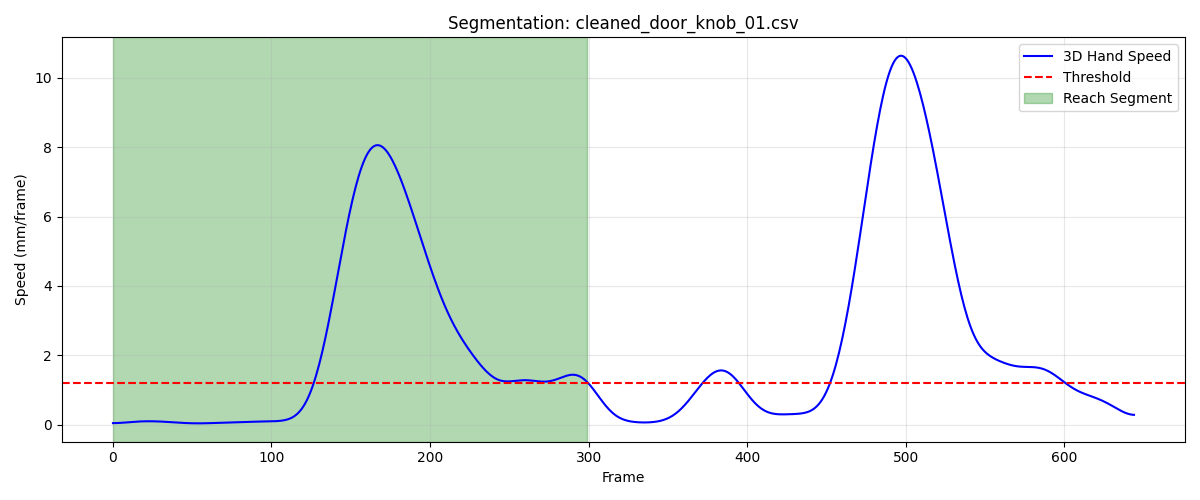 Segmentation: cleaned_door_knob_01.csv
3D Hand Speed
Threshold
Reach Segment
Speed (mm/frame)
10
8
6
4
2
0
0 100 200 300 400 500 600
Frame